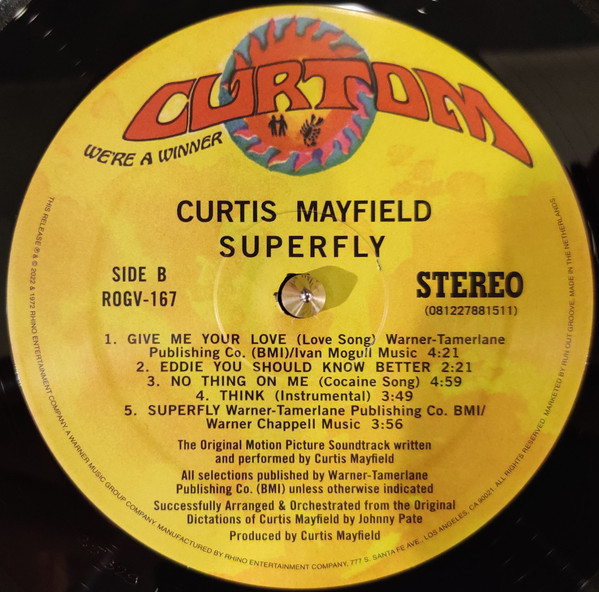 CURTOM
WE'RE A WINNER
CURTIS MAYFIELD
SUPERFLY
SIDE B
ROGV-167
STEREO
(081227881511)
1. GIVE ME YOUR LOVE (Love Song) Warner-Tamerlane
Publishing Co. (BMI)/Ivan Mogull Music 4:21
2. EDDIE YOU SHOULD KNOW BETTER 2:21
3. NO THING ON ME (Cocaine Song) 4:59
4. THINK (Instrumental) 3:49
5. SUPERFLY Warner-Tamerlane Publishing Co. BMI/
Warner Chappell Music 3:56
The Original Motion Picture Soundtrack written
and performed by Curtis Mayfield
All selections published by Warner-Tamerlane
Publishing Co. (BMI) unless otherwise indicated
Successfully Arranged & Orchestrated from the Original
Dictations of Curtis Mayfield by Johnny Pate
Produced by Curtis Mayfield
THIS RELEASE ℗ & © 2022 & 1972 RHINO ENTERTAINMENT COMPANY, A WARNER MUSIC GROUP COMPANY. MANUFACTURED BY RHINO ENTERTAINMENT COMPANY, 777 S. SANTA FE AVE., LOS ANGELES, CA 90021. ALL RIGHTS RESERVED. MARKETED BY RUN OUT GROOVE. MADE IN THE NETHERLANDS.